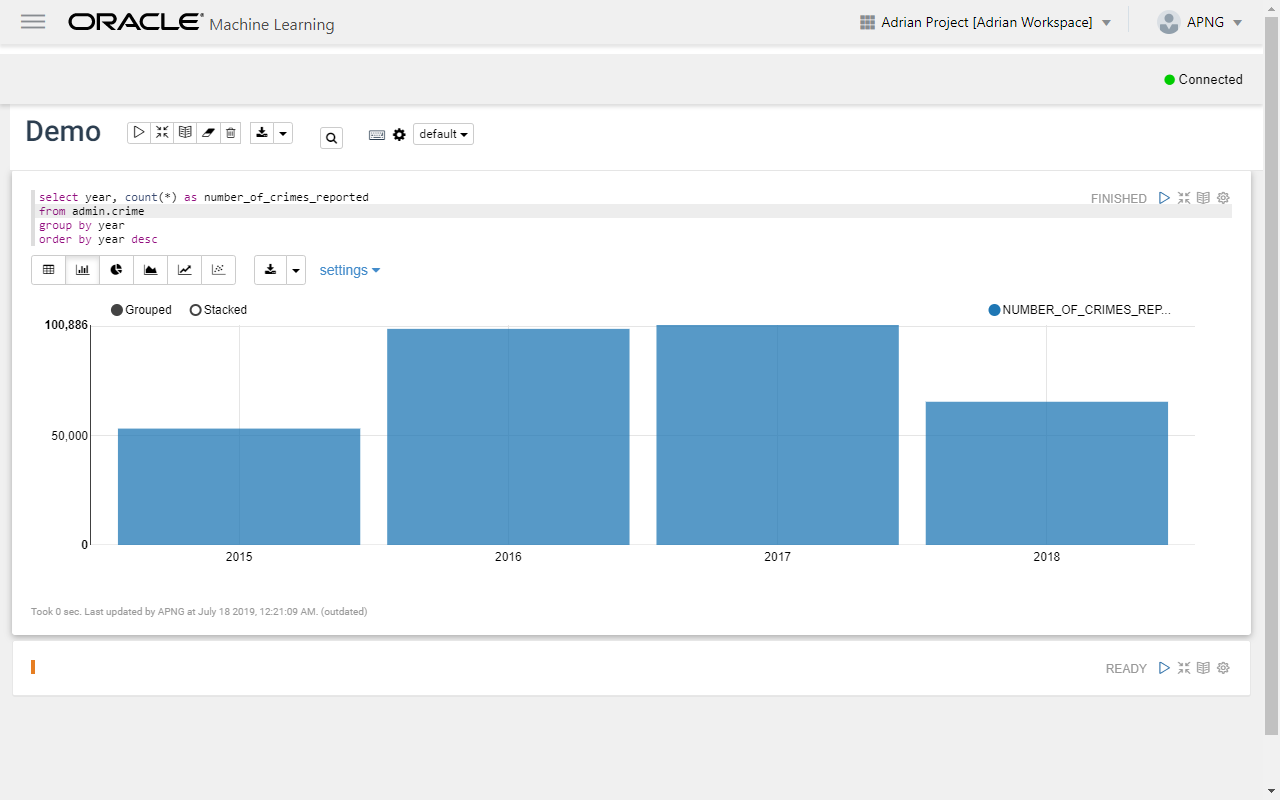 ORACLE® Machine Learning
Adrian Project [Adrian Workspace]
APNG
Connected
Demo
default
select year, count(*) as number_of_crimes_reported
from admin.crime
group by year
order by year desc
FINISHED
settings
Grouped
Stacked
NUMBER_OF_CRIMES_REP...
100,886
50,000
0
2015
2016
2017
2018
Took 0 sec. Last updated by APNG at July 18 2019, 12:21:09 AM. (outdated)
READY